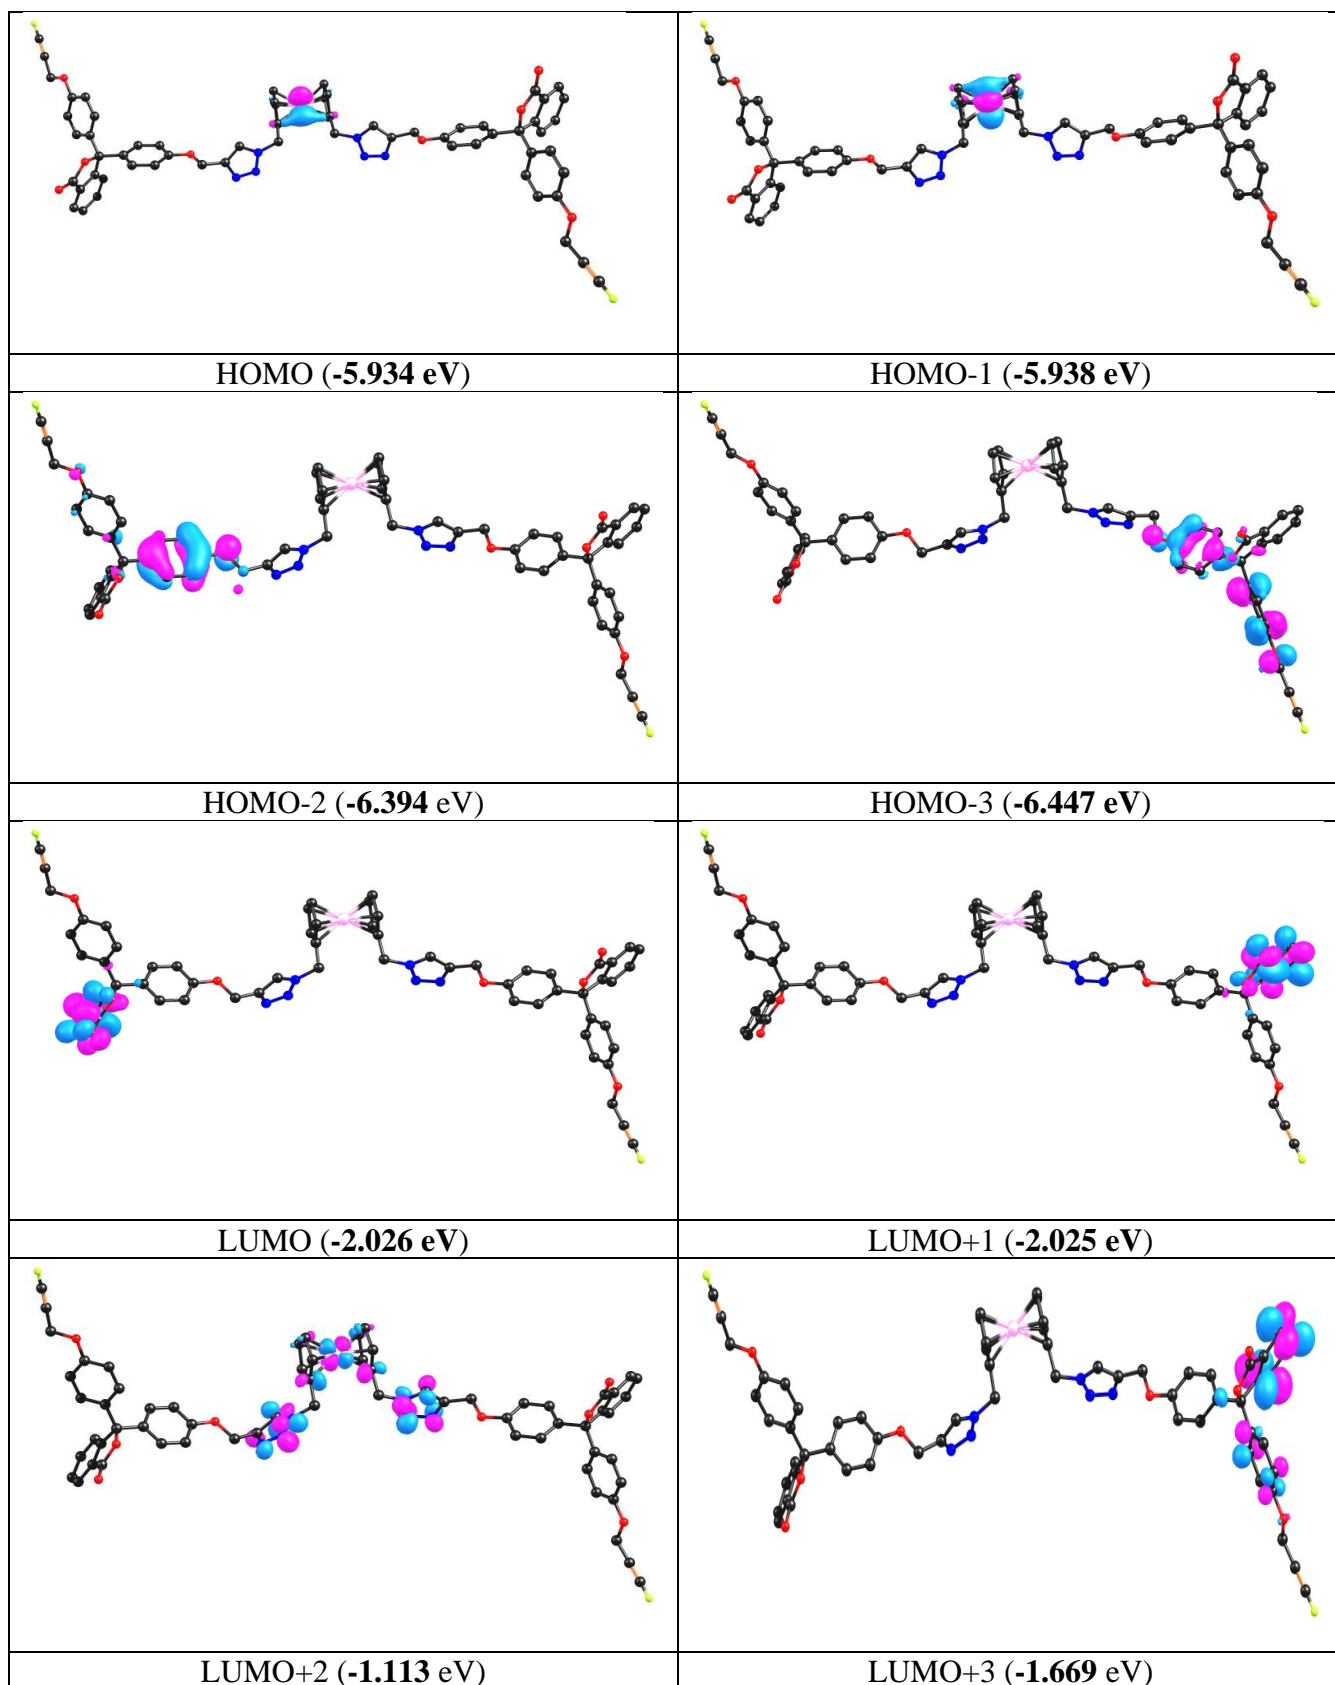 HOMO (-5.934 eV)
HOMO-1 (-5.938 eV)
HOMO-2 (-6.394 eV)
HOMO-3 (-6.447 eV)
LUMO (-2.026 eV)
LUMO+1 (-2.025 eV)
LUMO+2 (-1.113 eV)
LUMO+3 (-1.669 eV)